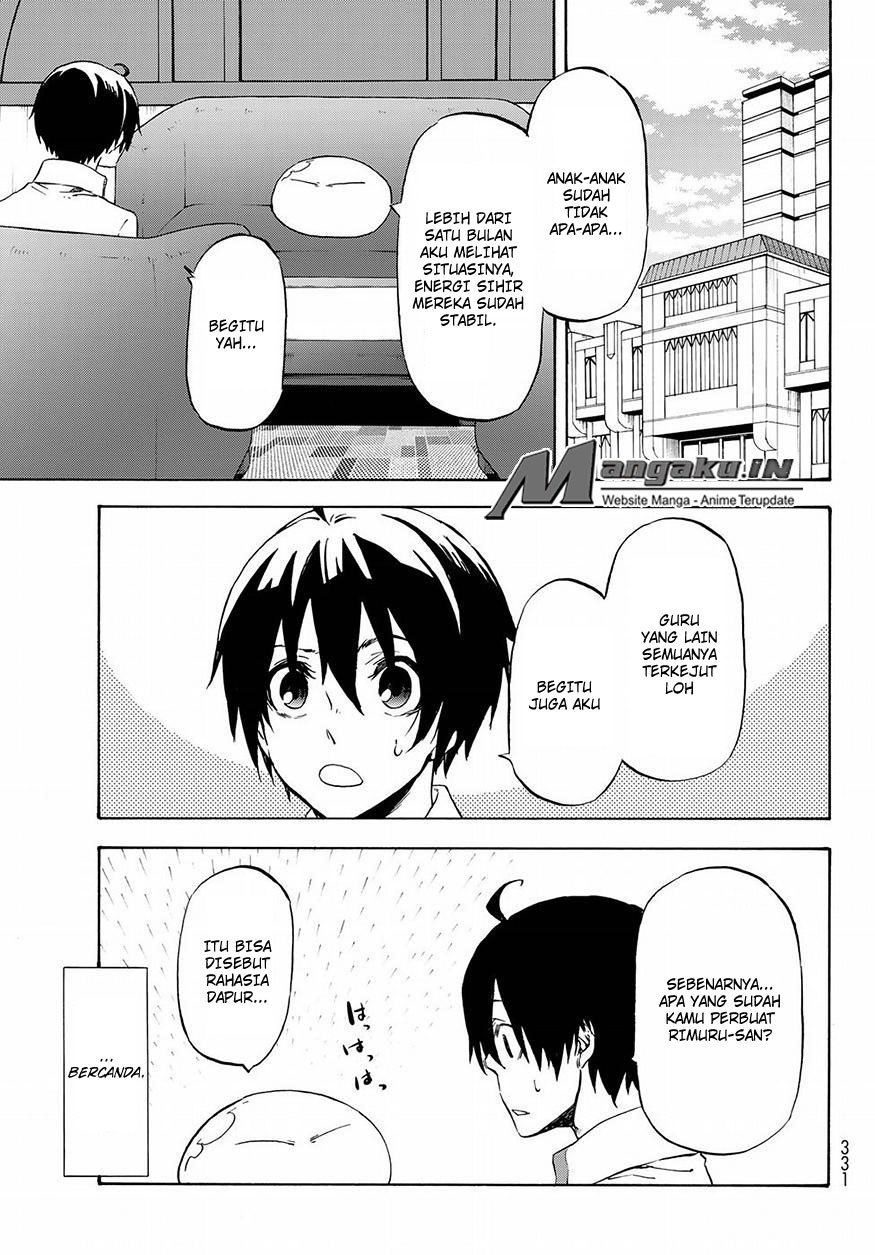 ANAK-ANAK
SUDAH
TIDAK
APA-APA...
LEBIH DARI
SATU BULAN
AKU MELIHAT
SITUASINYA,
ENERGI SIHIR
MEREKA SUDAH
STABIL.
BEGITU
YAH...
Mangaku.iN
Website Manga - Anime Terupdate
GURU
YANG LAIN
SEMUANYA
TERKEJUT
LOH
BEGITU
JUGA AKU
SEBENARNYA...
APA YANG SUDAH
KAMU PERBUAT
RIMURU-SAN?
ITU BISA
DISEBUT
RAHASIA
DAPUR...
はっはっはっ
...
BERCANDA.
331